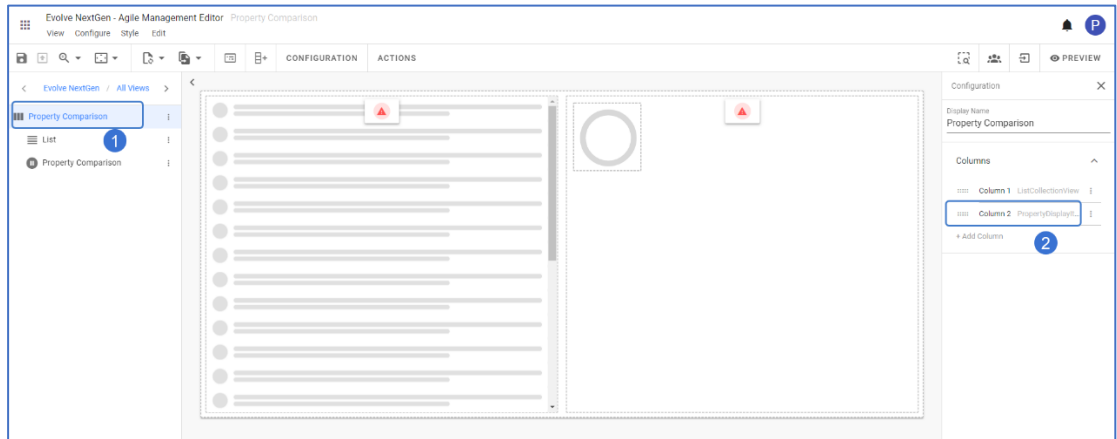 Evolve NextGen - Agile Management Editor Property Comparison
View Configure Style Edit
P
CONFIGURATION ACTIONS
PREVIEW
Evolve NextGen / All Views
Property Comparison
1
List
Property Comparison
Configuration
Display Name
Property Comparison
Columns
Column 1 ListCollectionView
Column 2 PropertyDisplayIt...
+ Add Column
2